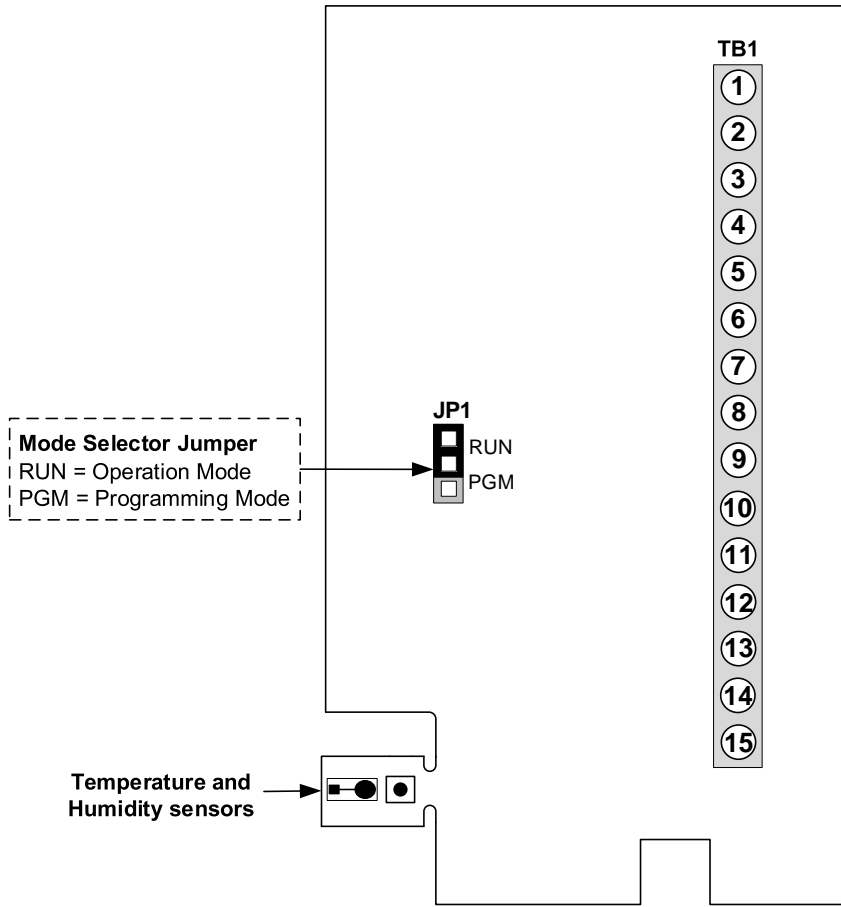 TB1
1
2
3
4
5
6
7
8
9
10
11
12
13
14
15
JP1
RUN
PGM
Mode Selector Jumper
RUN = Operation Mode
PGM = Programming Mode
Temperature and
Humidity sensors